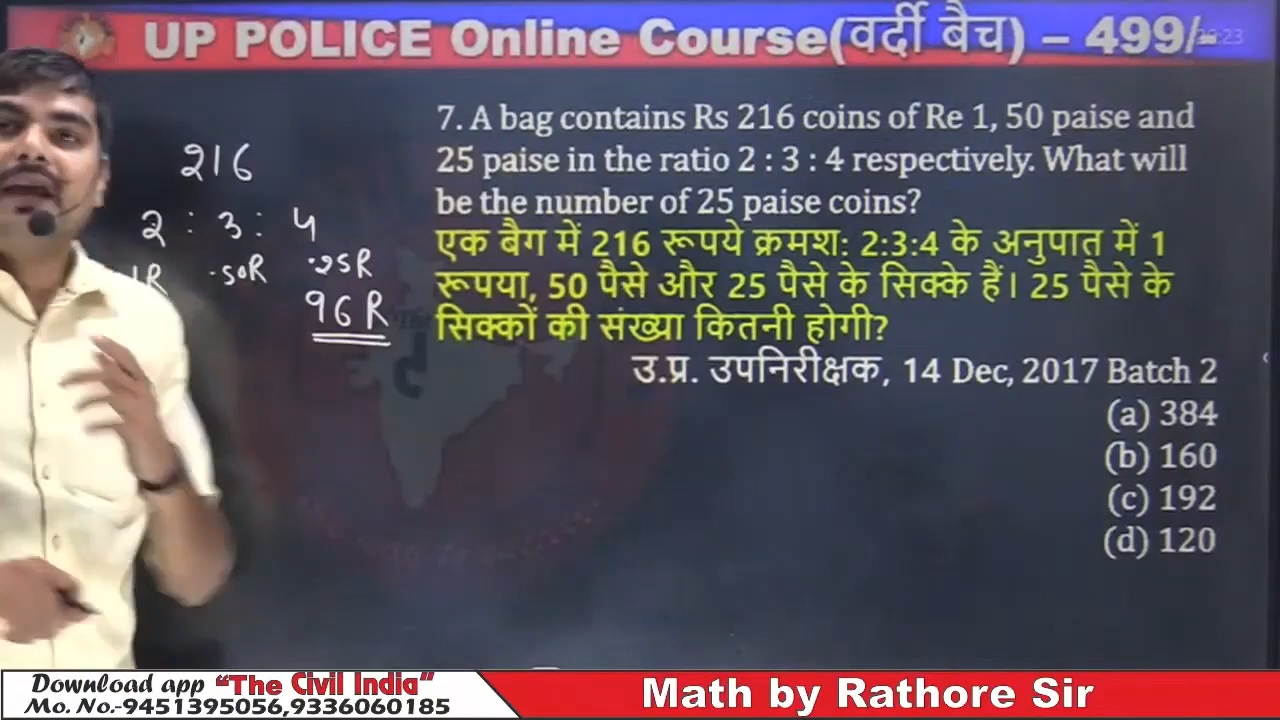 UP POLICE Online Course(वर्दी बैच) – 499/-
7. A bag contains Rs 216 coins of Re 1, 50 paise and
25 paise in the ratio 2 : 3 : 4 respectively. What will
be the number of 25 paise coins?
एक बैग में 216 रूपये क्रमश: 2:3:4 के अनुपात में 1
रूपया, 50 पैसे और 25 पैसे के सिक्के हैं। 25 पैसे के
सिक्कों की संख्या कितनी होगी?
उ.प्र. उपनिरीक्षक, 14 Dec, 2017 Batch 2
(a) 384
(b) 160
(c) 192
(d) 120
216
2 : 3 : 4
1R .50R .25R
96 R
Download app "The Civil India"
Mo. No.-9451395056,9336060185
Math by Rathore Sir